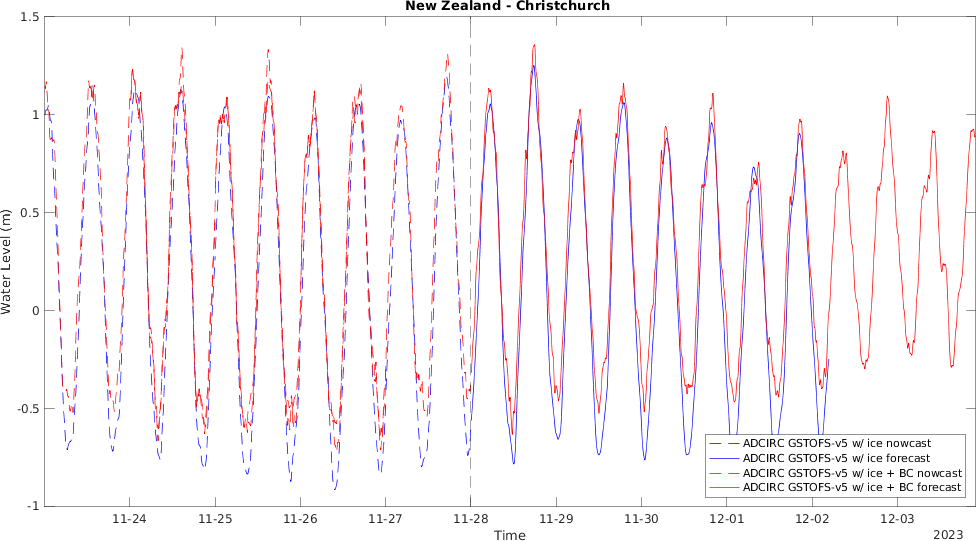 New Zealand - Christchurch
1.5
1
0.5
0
-0.5
-1
Water Level (m)
11-24
11-25
11-26
11-27
11-28
11-29
11-30
12-01
12-02
12-03
Time
2023
ADCIRC GSTOFS-v5 w/ ice nowcast
ADCIRC GSTOFS-v5 w/ ice forecast
ADCIRC GSTOFS-v5 w/ ice + BC nowcast
ADCIRC GSTOFS-v5 w/ ice + BC forecast